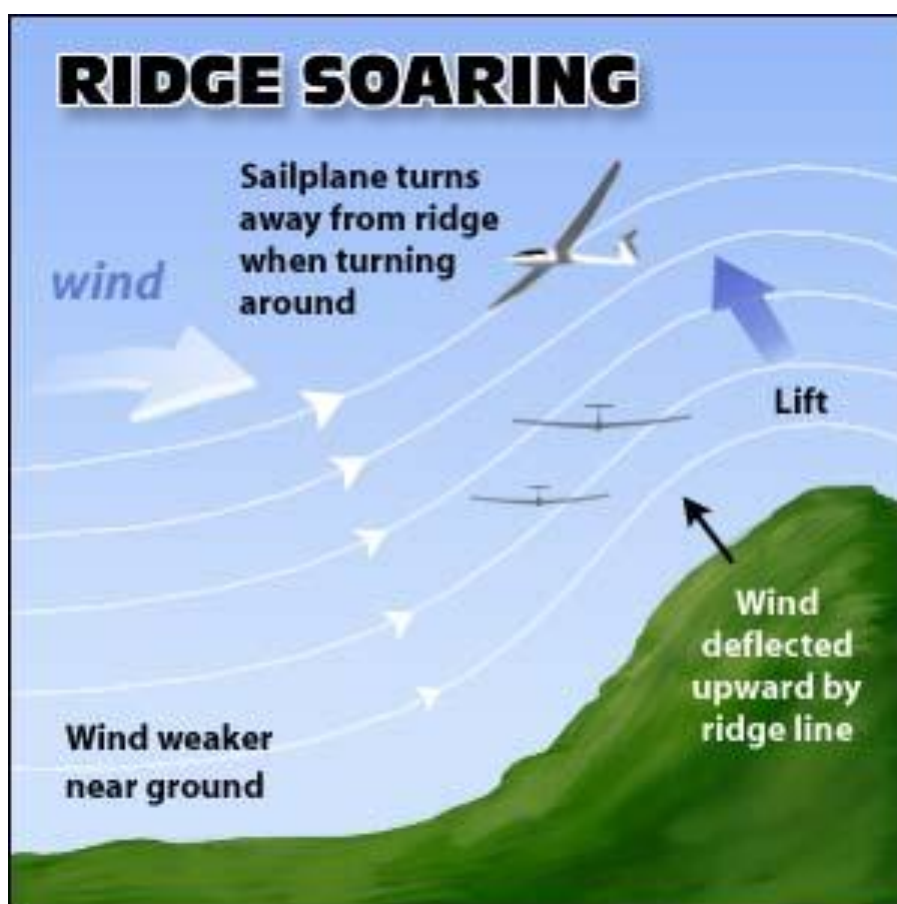 RIDGE SOARING
Sailplane turns
away from ridge
when turning
around
wind
Lift
Wind
deflected
upward by
ridge line
Wind weaker
near ground